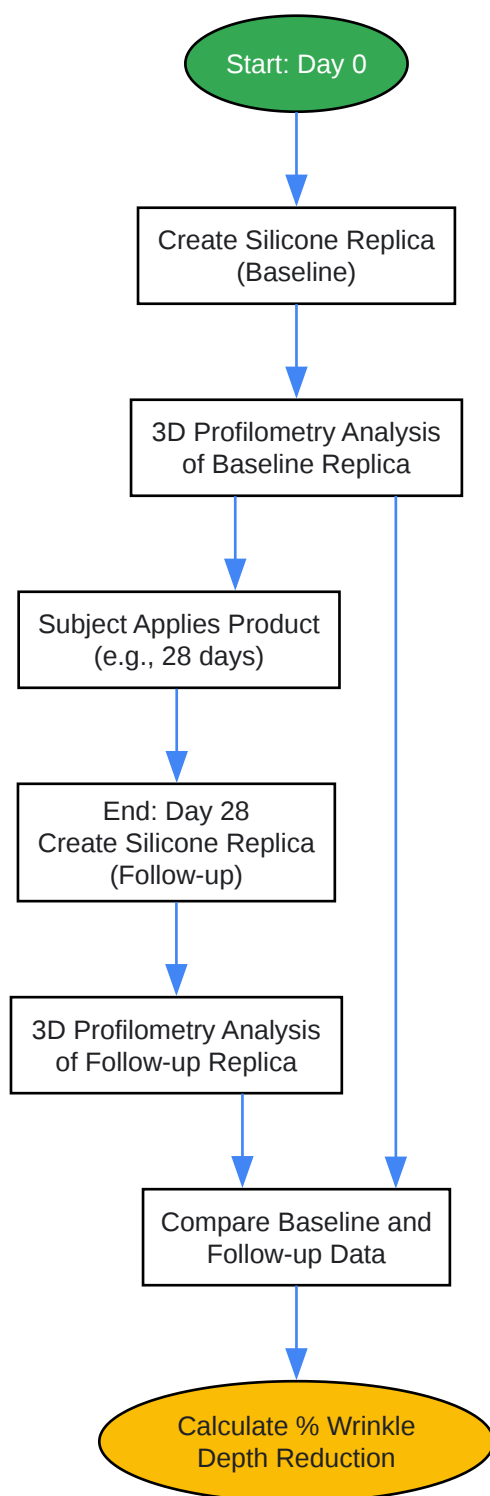 Start: Day 0
Create Silicone Replica
(Baseline)
3D Profilometry Analysis
of Baseline Replica
Subject Applies Product
(e.g., 28 days)
End: Day 28
Create Silicone Replica
(Follow-up)
3D Profilometry Analysis
of Follow-up Replica
Compare Baseline and
Follow-up Data
Calculate % Wrinkle
Depth Reduction